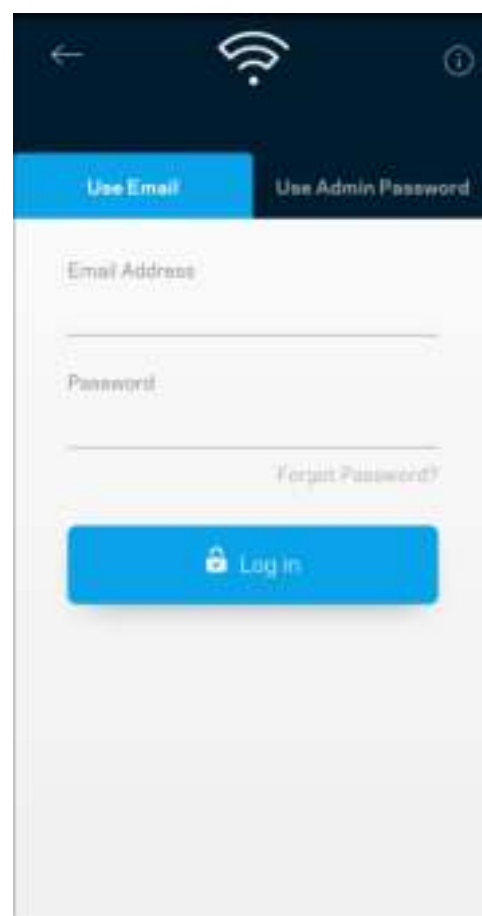 Use Email
Use Admin Password
Email Address
Password
Forgot Password?
Log in